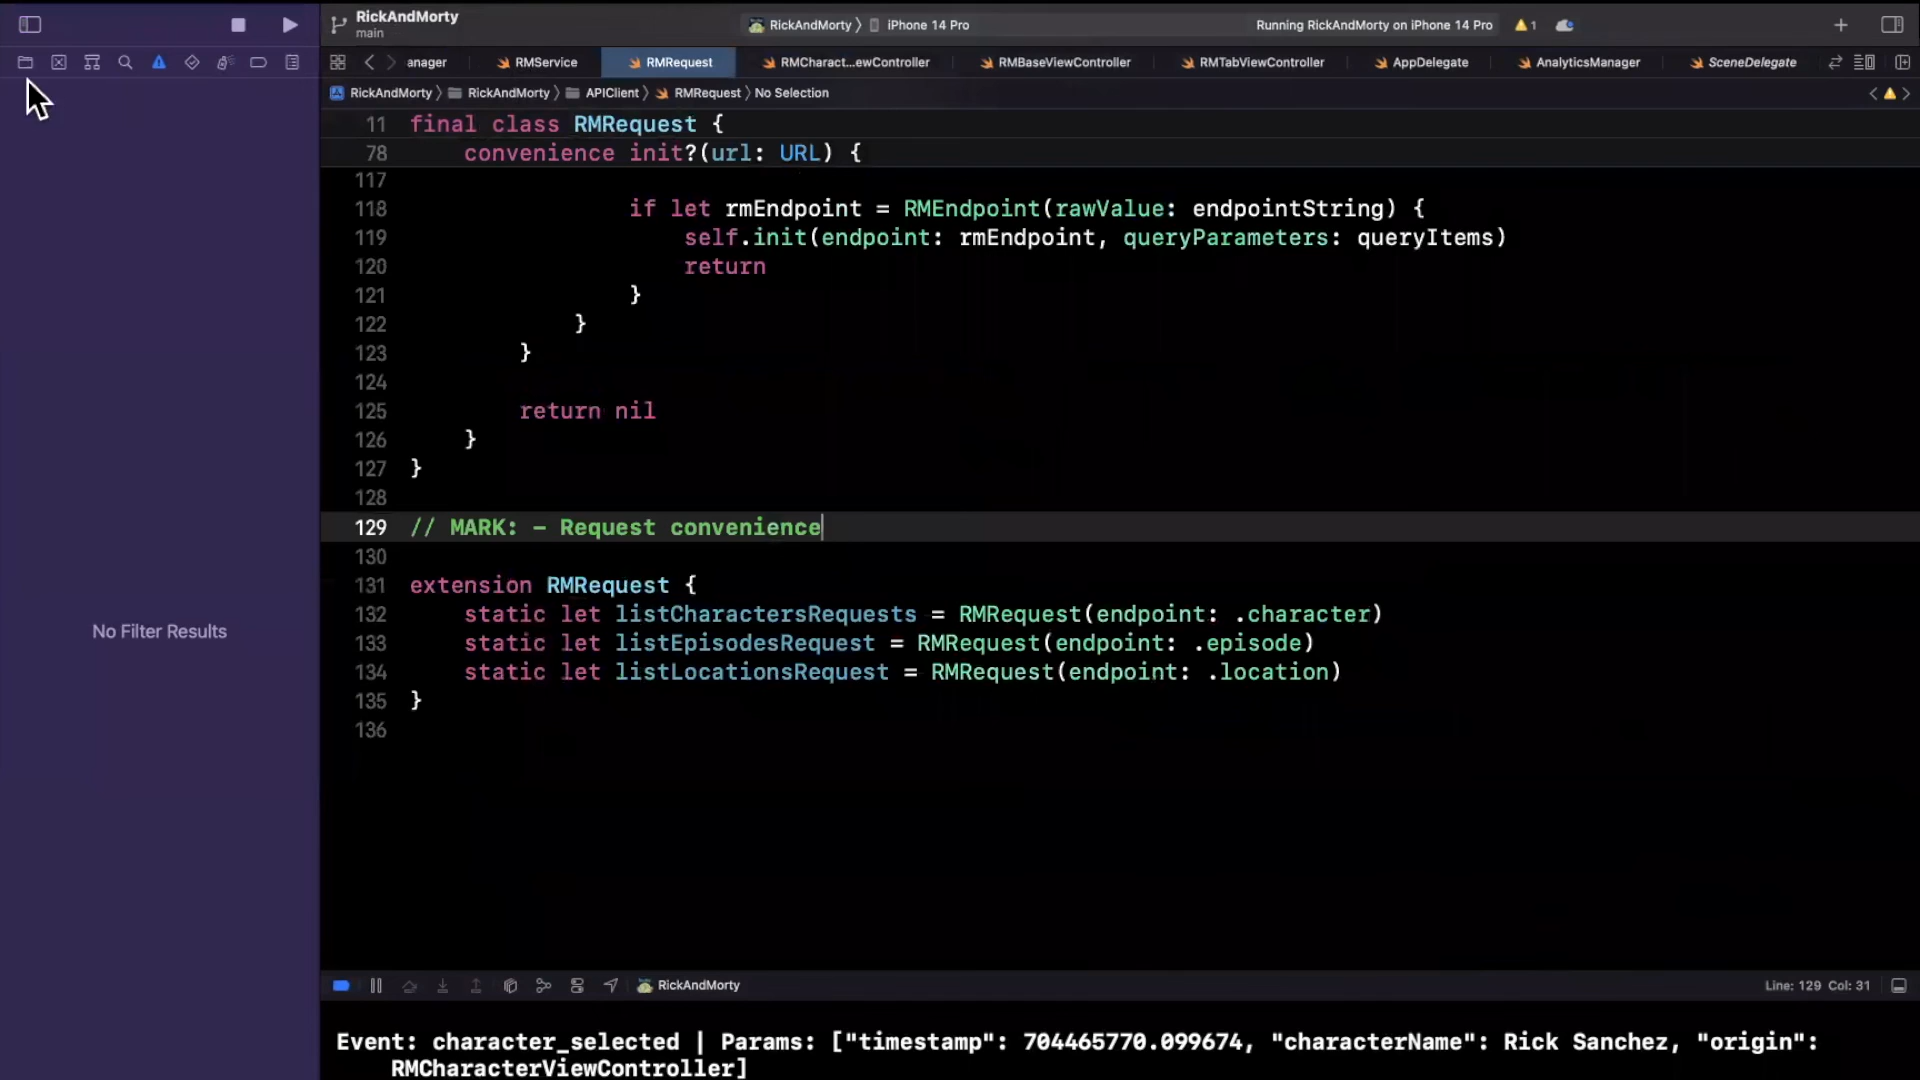 RickAndMorty
main
RickAndMorty 〉 iPhone 14 Pro
Running RickAndMorty on iPhone 14 Pro
1
anager
RMService
RMRequest
RMCharact...ewController
RMBaseViewController
RMTabViewController
AppDelegate
AnalyticsManager
SceneDelegate
RickAndMorty 〉 RickAndMorty 〉 APIClient 〉 RMRequest 〉 No Selection
11 final class RMRequest {
78 convenience init?(url: URL) {
117
118 if let rmEndpoint = RMEndpoint(rawValue: endpointString) {
119 self.init(endpoint: rmEndpoint, queryParameters: queryItems)
120 return
121 }
122 }
123 }
124
125 return nil
126 }
127 }
128
129 // MARK: - Request convenience
130
131 extension RMRequest {
132 static let listCharactersRequests = RMRequest(endpoint: .character)
133 static let listEpisodesRequest = RMRequest(endpoint: .episode)
134 static let listLocationsRequest = RMRequest(endpoint: .location)
135 }
136
No Filter Results
RickAndMorty
Line: 129 Col: 31
Event: character_selected | Params: ["timestamp": 704465770.099674, "characterName": Rick Sanchez, "origin":
RMCharacterViewController]